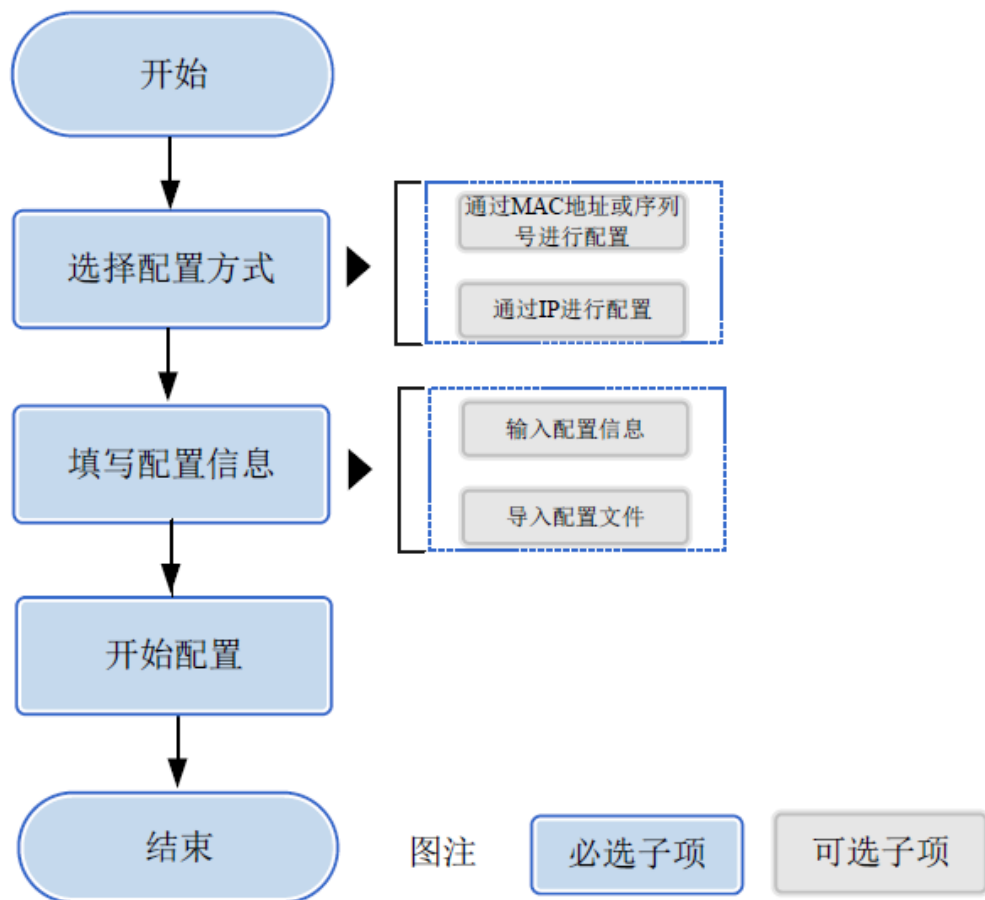 开始
选择配置方式
通过MAC地址或序列
号进行配置
通过IP进行配置
填写配置信息
输入配置信息
导入配置文件
开始配置
结束
图注
必选子项
可选子项